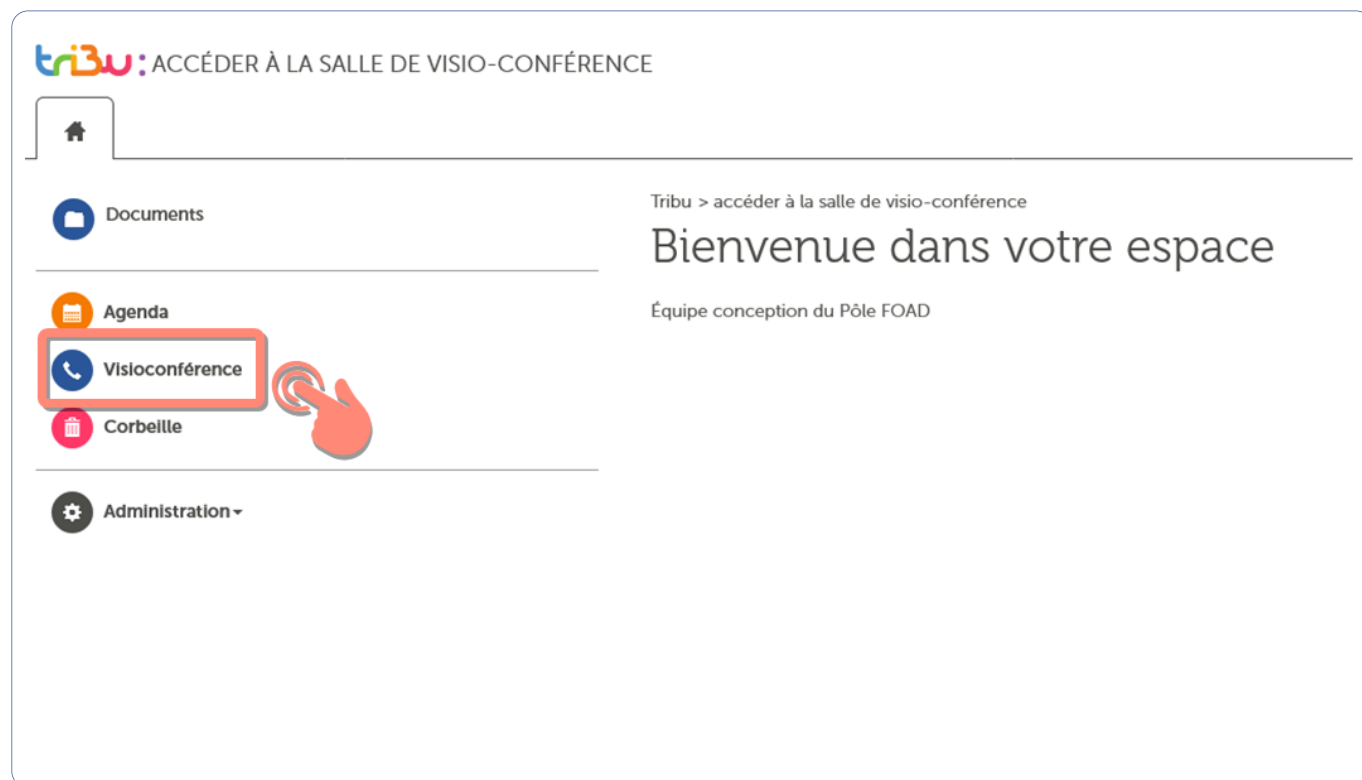 tribu: ACCÉDER À LA SALLE DE VISIO-CONFÉRENCE
Documents
Agenda
Visioconférence
Corbeille
Administration
Tribu > accéder à la salle de visio-conférence
Bienvenue dans votre espace
Équipe conception du Pôle FOAD